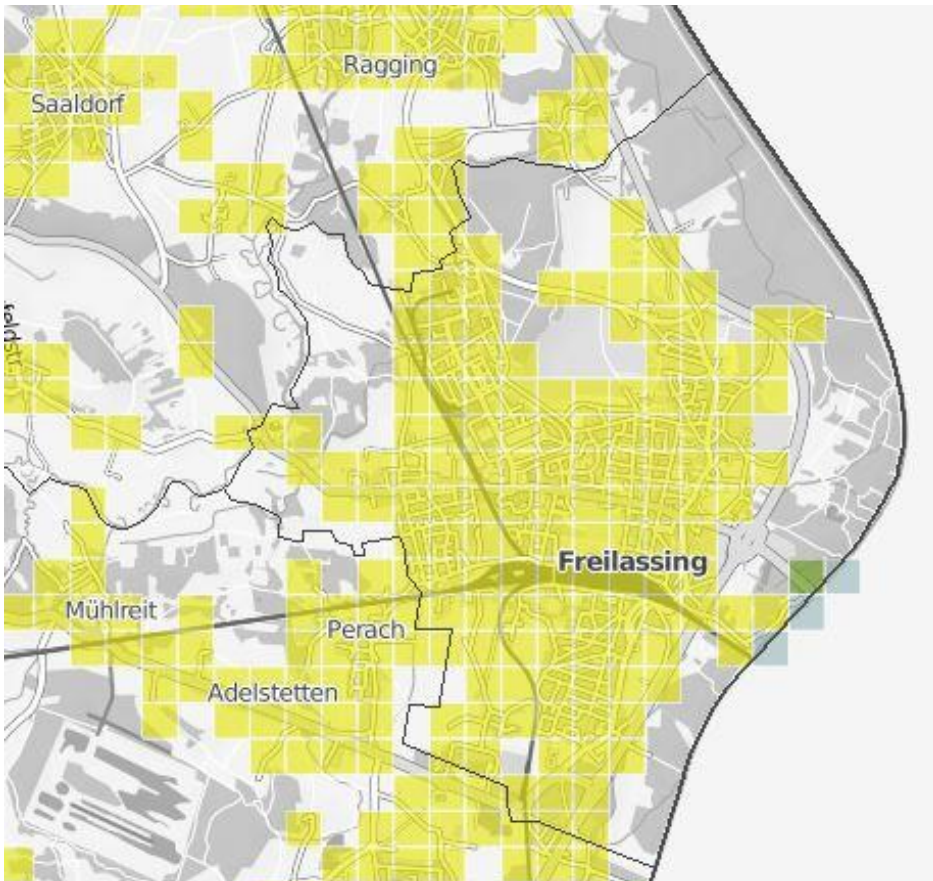 Ragging
Saaldorf
Freilassing
Mühlreit
Perach
Adelstetten